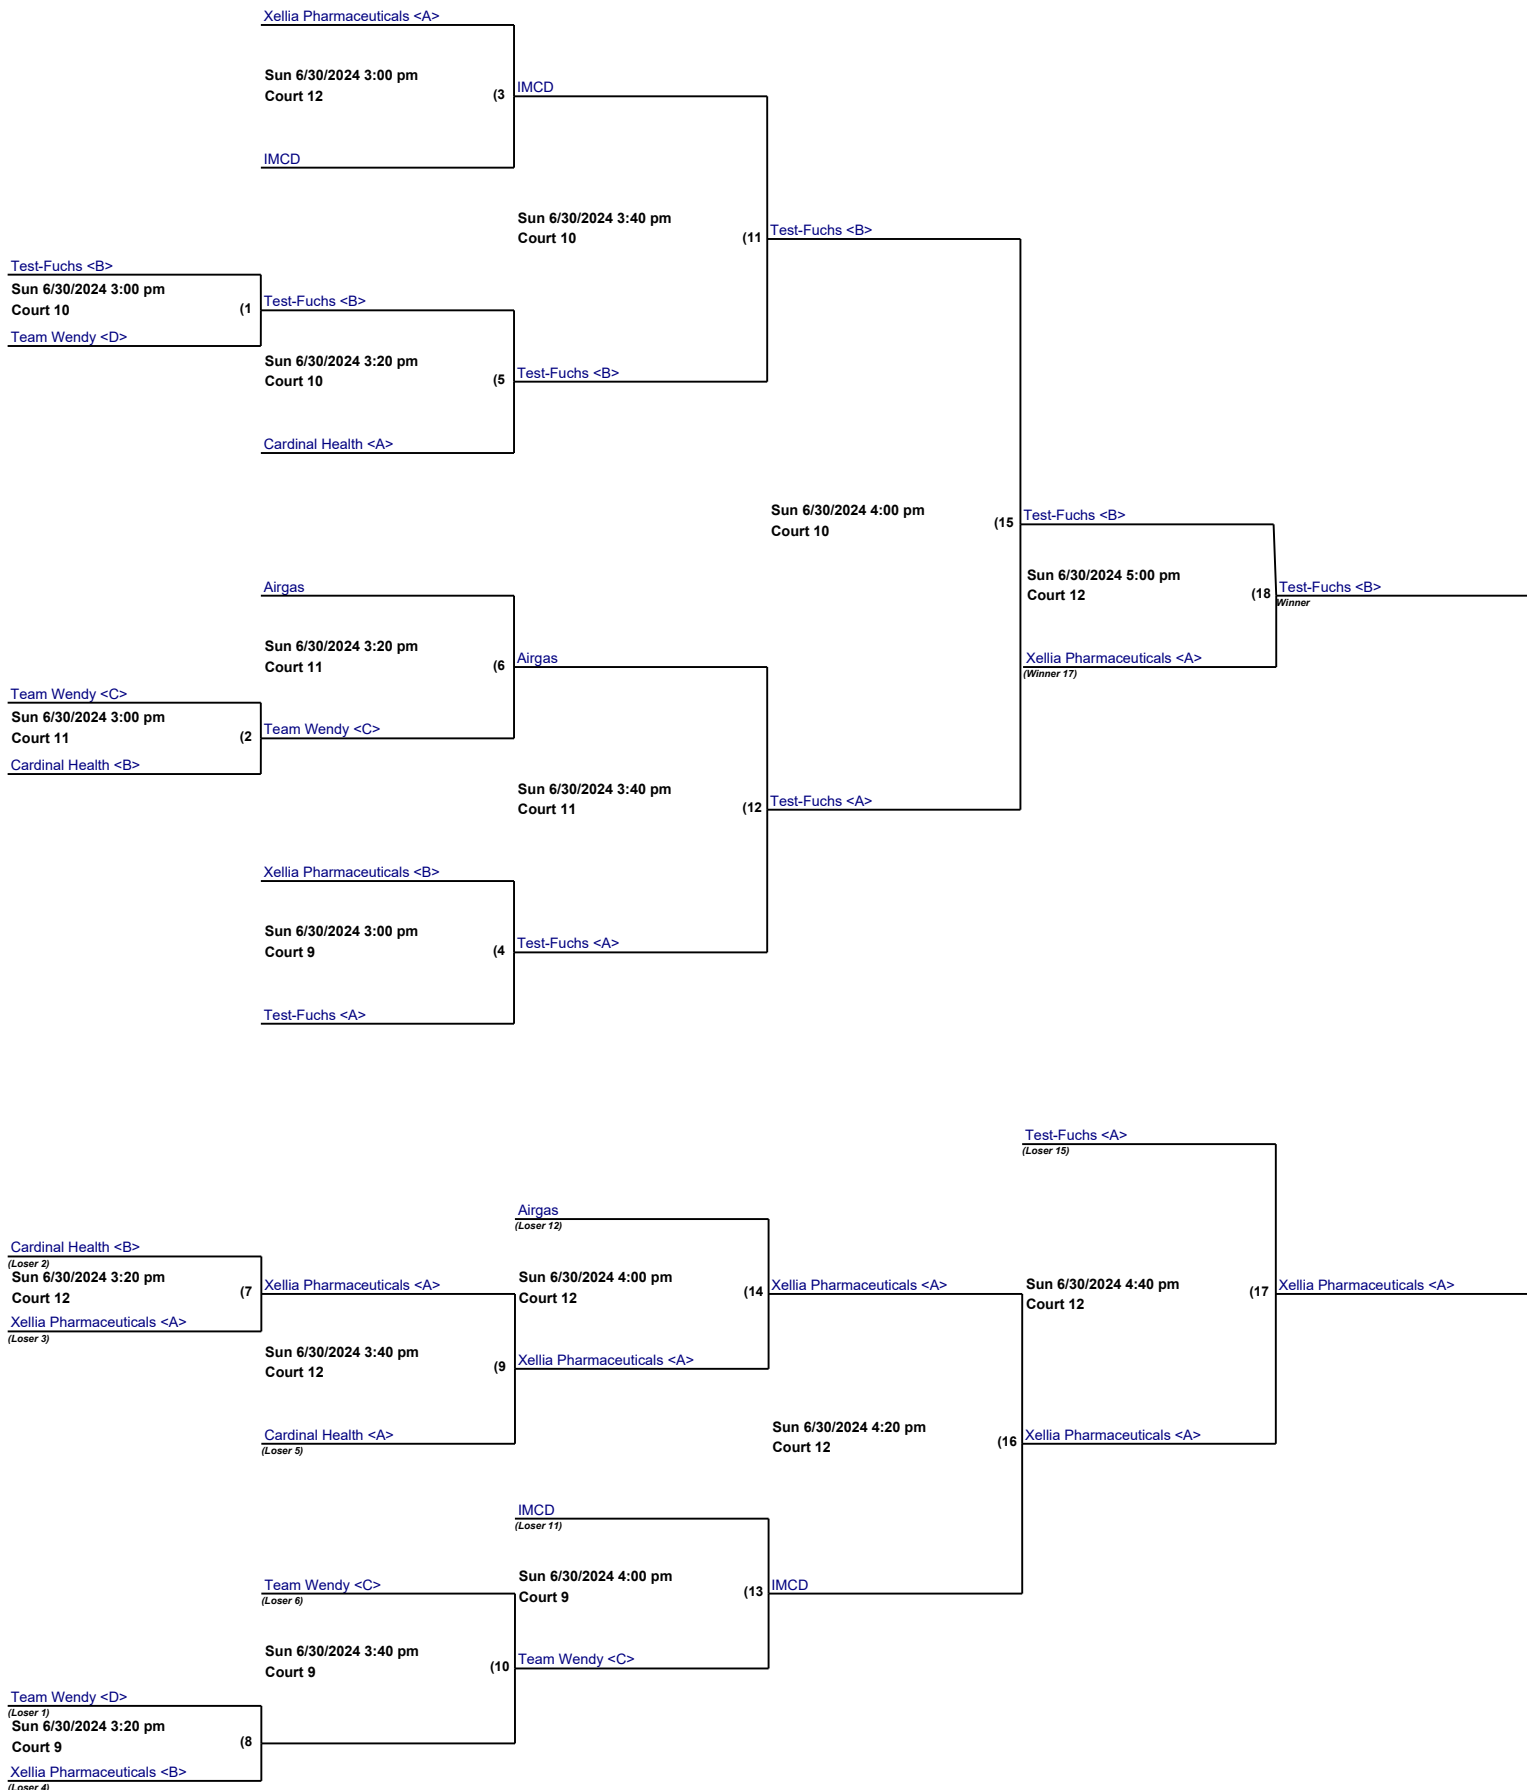 Xellia Pharmaceuticals <A>
Sun 6/30/2024 3:00 pm
Court 12
(3
IMCD
IMCD
Sun 6/30/2024 3:40 pm
Court 10
(11
Test-Fuchs <B>
Test-Fuchs <B>
Sun 6/30/2024 3:00 pm
Court 10
(1
Team Wendy <D>
Test-Fuchs <B>
Sun 6/30/2024 3:20 pm
Court 10
(5
Test-Fuchs <B>
Cardinal Health <A>
Sun 6/30/2024 4:00 pm
Court 10
(15
Test-Fuchs <B>
Sun 6/30/2024 5:00 pm
Court 12
(18
Test-Fuchs <B>
Winner
Xellia Pharmaceuticals <A>
(Winner 17)
Airgas
Sun 6/30/2024 3:20 pm
Court 11
(6
Airgas
Team Wendy <C>
Sun 6/30/2024 3:00 pm
Court 11
(2
Team Wendy <C>
Cardinal Health <B>
Sun 6/30/2024 3:40 pm
Court 11
(12
Test-Fuchs <A>
Xellia Pharmaceuticals <B>
Sun 6/30/2024 3:00 pm
Court 9
(4
Test-Fuchs <A>
Test-Fuchs <A>
Test-Fuchs <A>
(Loser 15)
Airgas
(Loser 12)
Cardinal Health <B>
(Loser 2)
Sun 6/30/2024 3:20 pm
Court 12
(7
Xellia Pharmaceuticals <A>
(Loser 3)
Xellia Pharmaceuticals <A>
Sun 6/30/2024 4:00 pm
Court 12
(14
Xellia Pharmaceuticals <A>
Sun 6/30/2024 4:40 pm
Court 12
(17
Xellia Pharmaceuticals <A>
Sun 6/30/2024 3:40 pm
Court 12
(9
Xellia Pharmaceuticals <A>
Cardinal Health <A>
(Loser 5)
Sun 6/30/2024 4:20 pm
Court 12
(16
Xellia Pharmaceuticals <A>
IMCD
(Loser 11)
Team Wendy <C>
(Loser 6)
Sun 6/30/2024 4:00 pm
Court 9
(13
IMCD
Sun 6/30/2024 3:40 pm
Court 9
(10
Team Wendy <C>
Team Wendy <D>
(Loser 1)
Sun 6/30/2024 3:20 pm
Court 9
(8
Xellia Pharmaceuticals <B>
(Loser 4)